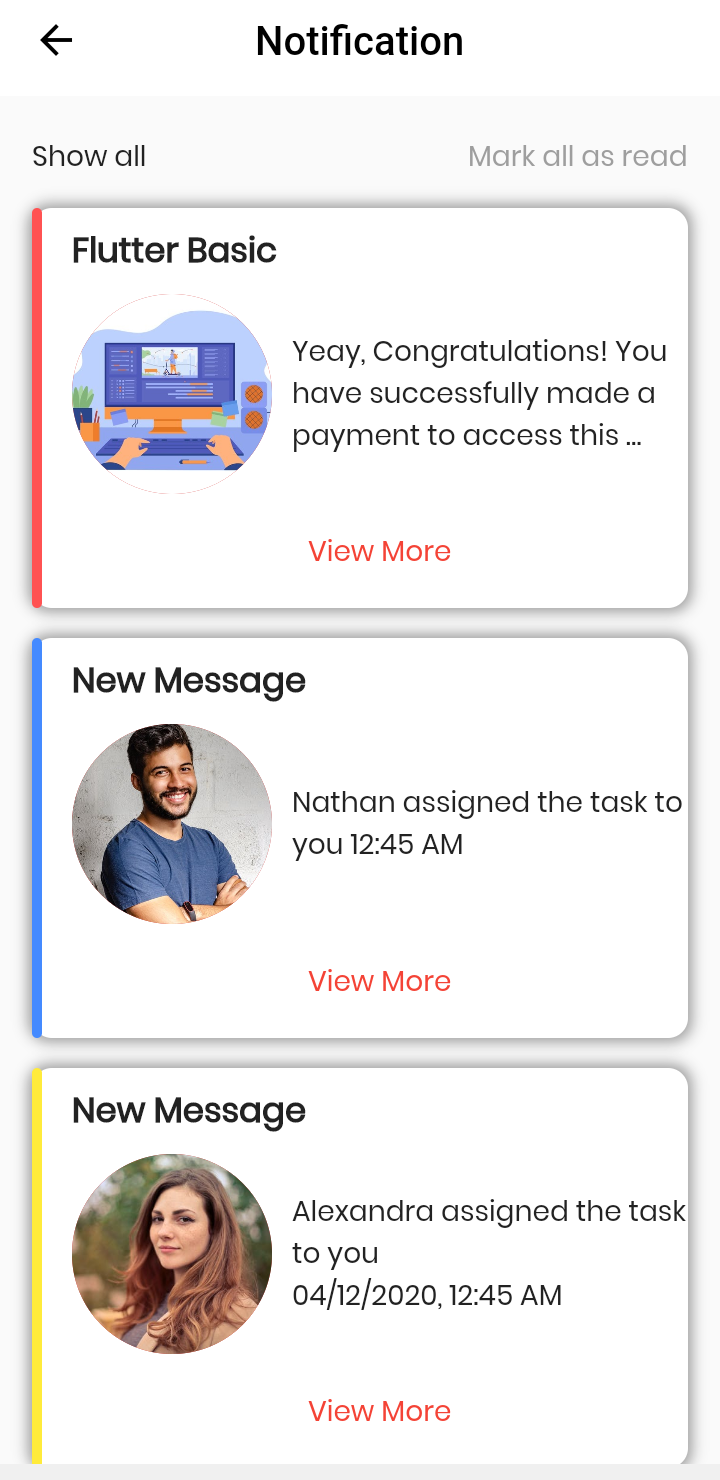 Notification
Show all
Mark all as read
Flutter Basic
Yeay, Congratulations! You
have successfully made a
payment to access this ...
View More
New Message
Nathan assigned the task to
you 12:45 AM
View More
New Message
Alexandra assigned the task
to you
04/12/2020, 12:45 AM
View More